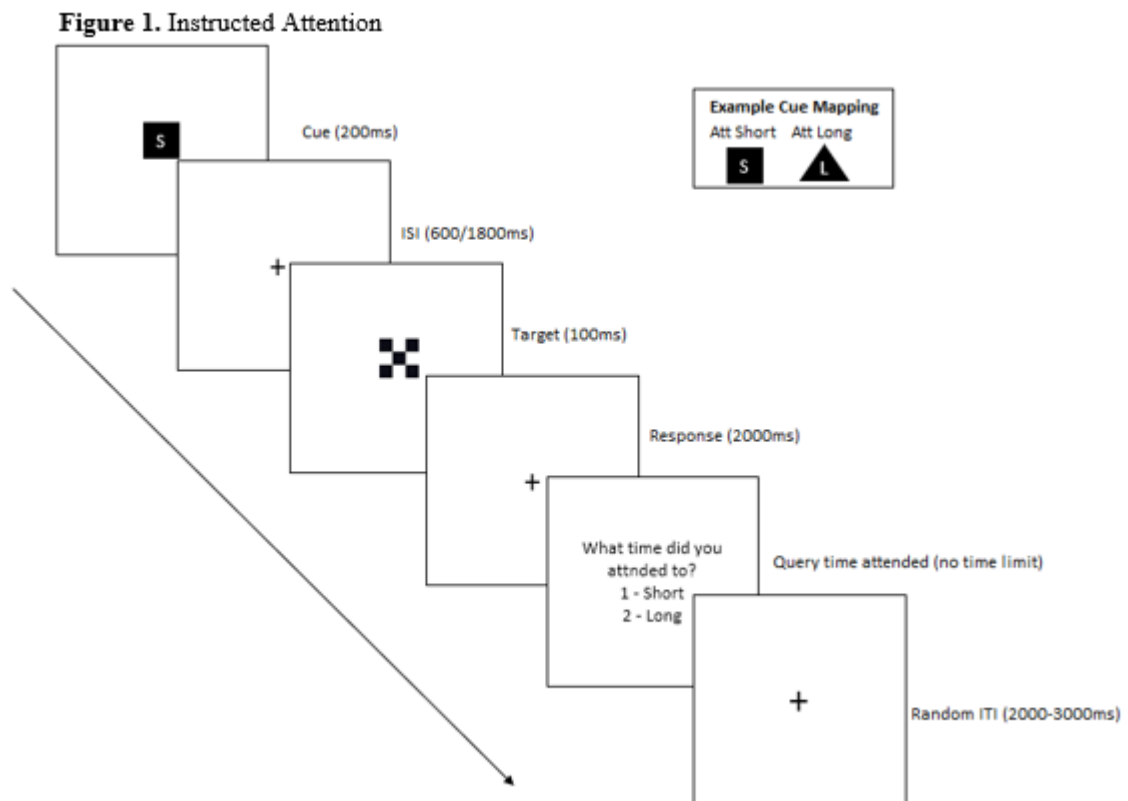 Figure 1. Instructed Attention
S
Cue (200ms)
Example Cue Mapping
Att Short Att Long
S L
ISI (600/1800ms)
Target (100ms)
Response (2000ms)
What time did you
attnded to?
1 - Short
2 - Long
Query time attended (no time limit)
Random ITI (2000-3000ms)